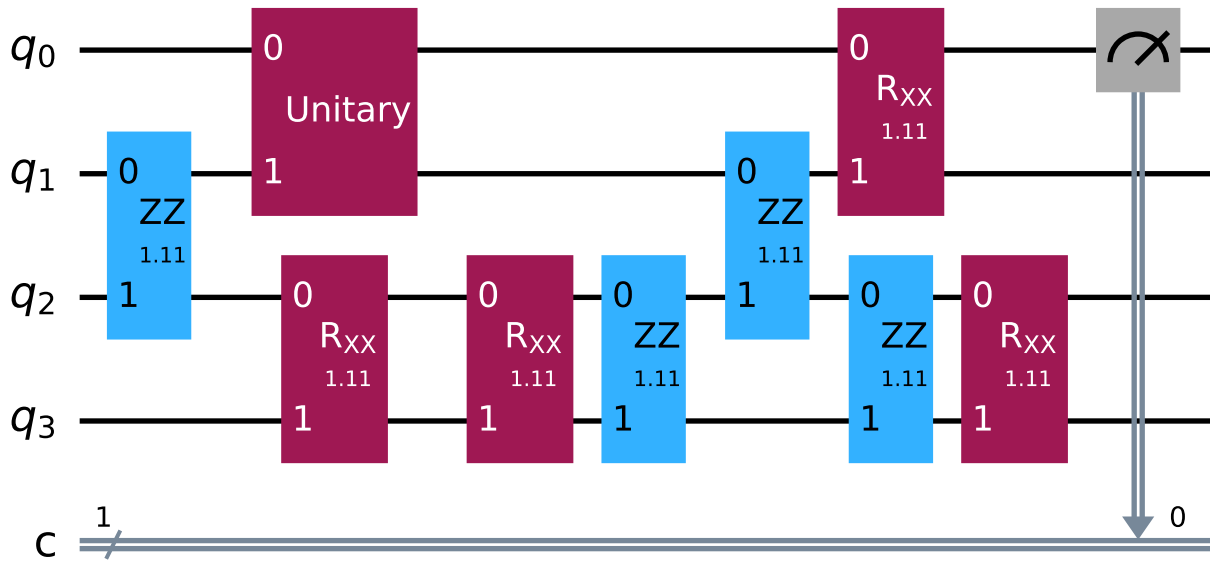 q0 0 0
Unitary RXX
1.11
q1 0 1 0 1
ZZ ZZ
1.11 1.11
q2 1 0 0 0 1 0 0
RXX RXX ZZ ZZ RXX
1.11 1.11 1.11 1.11 1.11
q3 1 1 1 1 1
1 0
c